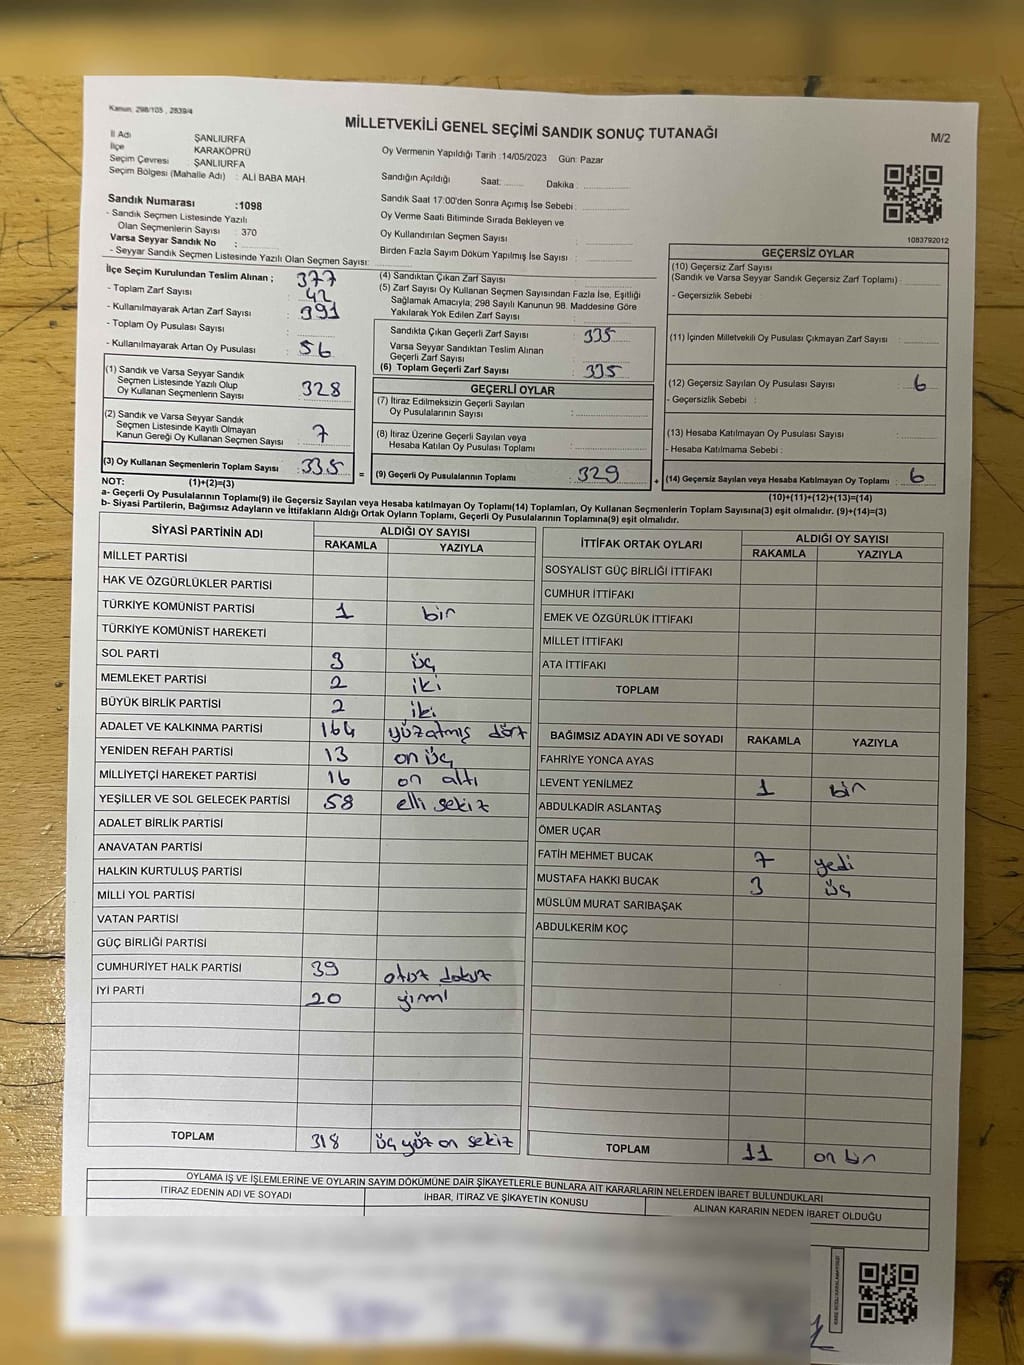 Kanun, 298/105 , 2839/4
MİLLETVEKİLİ GENEL SEÇİMİ SANDIK SONUÇ TUTANAĞI
M/2
İl Adı ŞANLIURFA
İlçe KARAKÖPRÜ
Seçim Çevresi : ŞANLIURFA
Seçim Bölgesi (Mahalle Adı) : ALİ BABA MAH.
Oy Vermenin Yapıldığı Tarih :14/05/2023 Gün: Pazar
Sandığın Açıldığı Saat: Dakika :
Sandık Numarası :1098
- Sandık Seçmen Listesinde Yazılı
Olan Seçmenlerin Sayısı : 370
Varsa Seyyar Sandık No :
- Seyyar Sandık Seçmen Listesinde Yazılı Olan Seçmen Sayısı:
Sandık Saat 17:00'den Sonra Açımış İse Sebebi :
Oy Verme Saati Bitiminde Sırada Bekleyen ve
Oy Kullandırılan Seçmen Sayısı :
Birden Fazla Sayım Döküm Yapılmış İse Sayısı :
1083792012
İlçe Seçim Kurulundan Teslim Alınan ; 377
- Toplam Zarf Sayısı : 42
- Kullanılmayarak Artan Zarf Sayısı : 391
- Toplam Oy Pusulası Sayısı :
- Kullanılmayarak Artan Oy Pusulası : 56
(1) Sandık ve Varsa Seyyar Sandık
Seçmen Listesinde Yazılı Olup
Oy Kullanan Seçmenlerin Sayısı : 328
(2) Sandık ve Varsa Seyyar Sandık
Seçmen Listesinde Kayıtlı Olmayan
Kanun Gereği Oy Kullanan Seçmen Sayısı : 7
(3) Oy Kullanan Seçmenlerin Toplam Sayısı : 335 =
(4) Sandıktan Çıkan Zarf Sayısı :
(5) Zarf Sayısı Oy Kullanan Seçmen Sayısından Fazla İse, Eşitliği
Sağlamak Amacıyla; 298 Sayılı Kanunun 98. Maddesine Göre
Yakılarak Yok Edilen Zarf Sayısı :
Sandıkta Çıkan Geçerli Zarf Sayısı : 335
Varsa Seyyar Sandıktan Teslim Alınan
Geçerli Zarf Sayısı
(6) Toplam Geçerli Zarf Sayısı : 335
GEÇERLİ OYLAR
(7) İtiraz Edilmeksizin Geçerli Sayılan
Oy Pusulalarının Sayısı :
(8) İtiraz Üzerine Geçerli Sayılan veya
Hesaba Katılan Oy Pusulası Toplamı :
(9) Geçerli Oy Pusulalarının Toplamı : 329 +
GEÇERSİZ OYLAR
(10) Geçersiz Zarf Sayısı
(Sandık ve Varsa Seyyar Sandık Geçersiz Zarf Toplamı) :
- Geçersizlik Sebebi :
(11) İçinden Milletvekili Oy Pusulası Çıkmayan Zarf Sayısı :
(12) Geçersiz Sayılan Oy Pusulası Sayısı : 6
- Geçersizlik Sebebi :
(13) Hesaba Katılmayan Oy Pusulası Sayısı :
- Hesaba Katılmama Sebebi :
(14) Geçersiz Sayılan veya Hesaba Katılmayan Oy Toplamı : 6
NOT: (1)+(2)=(3) (10)+(11)+(12)+(13)=(14)
a- Geçerli Oy Pusulalarının Toplamı(9) ile Geçersiz Sayılan veya Hesaba katılmayan Oy Toplamı(14) Toplamları, Oy Kullanan Seçmenlerin Toplam Sayısına(3) eşit olmalıdır. (9)+(14)=(3)
b- Siyasi Partilerin, Bağımsız Adayların ve İttifakların Aldığı Ortak Oyların Toplamı, Geçerli Oy Pusulalarının Toplamına(9) eşit olmalıdır.
SİYASİ PARTİNİN ADI ALDIĞI OY SAYISI
RAKAMLA YAZIYLA
MİLLET PARTİSİ
HAK VE ÖZGÜRLÜKLER PARTİSİ
TÜRKİYE KOMÜNİST PARTİSİ 1 bir
TÜRKİYE KOMÜNİST HAREKETİ
SOL PARTİ 3 üç
MEMLEKET PARTİSİ 2 iki
BÜYÜK BİRLİK PARTİSİ 2 iki
ADALET VE KALKINMA PARTİSİ 164 yüzatmış dört
YENİDEN REFAH PARTİSİ 13 on üç
MİLLİYETÇİ HAREKET PARTİSİ 16 on altı
YEŞİLLER VE SOL GELECEK PARTİSİ 58 elli sekiz
ADALET BİRLİK PARTİSİ
ANAVATAN PARTİSİ
HALKIN KURTULUŞ PARTİSİ
MİLLİ YOL PARTİSİ
VATAN PARTİSİ
GÜÇ BİRLİĞİ PARTİSİ
CUMHURİYET HALK PARTİSİ 39 otuz dokuz
İYİ PARTİ 20 yirmi
TOPLAM 318 üç yüz on sekiz
İTTİFAK ORTAK OYLARI ALDIĞI OY SAYISI
RAKAMLA YAZIYLA
SOSYALİST GÜÇ BİRLİĞİ İTTİFAKI
CUMHUR İTTİFAKI
EMEK VE ÖZGÜRLÜK İTTİFAKI
MİLLET İTTİFAKI
ATA İTTİFAKI
TOPLAM
BAĞIMSIZ ADAYIN ADI VE SOYADI RAKAMLA YAZIYLA
FAHRİYE YONCA AYAS
LEVENT YENİLMEZ 1 bir
ABDULKADİR ASLANTAŞ
ÖMER UÇAR
FATİH MEHMET BUCAK 7 yedi
MUSTAFA HAKKI BUCAK 3 üç
MÜSLÜM MURAT SARIBAŞAK
ABDULKERİM KOÇ
TOPLAM 11 on bir
OYLAMA İŞ VE İŞLEMLERİNE VE OYLARIN SAYIM DÖKÜMÜNE DAİR ŞİKAYETLERLE BUNLARA AİT KARARLARIN NELERDEN İBARET BULUNDUKLARI
İTİRAZ EDENİN ADI VE SOYADI İHBAR, İTİRAZ VE ŞİKAYETİN KONUSU ALINAN KARARIN NEDEN İBARET OLDUĞU